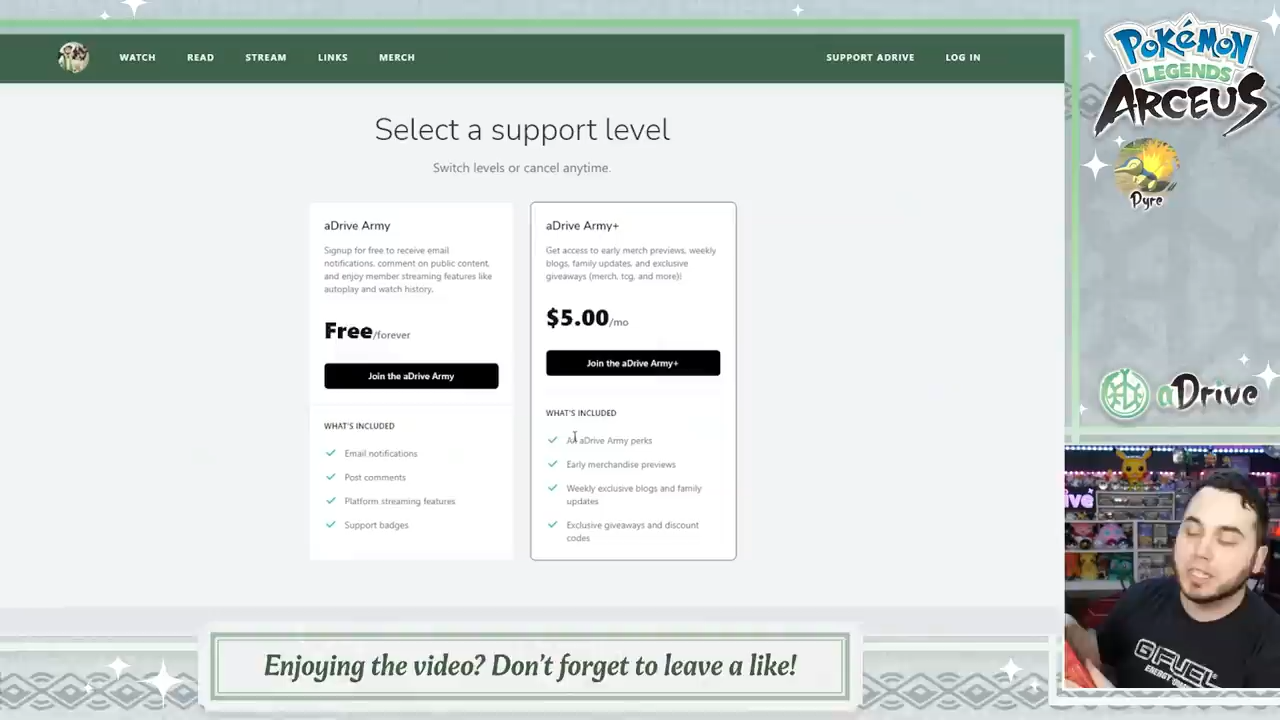 WATCH READ STREAM LINKS MERCH SUPPORT ADRIVE LOG IN
Select a support level
Switch levels or cancel anytime.
aDrive Army
Signup for free to receive email
notifications, comment on public content,
and enjoy member streaming features like
autoplay and watch history.
Free/forever
Join the aDrive Army
WHAT'S INCLUDED
Email notifications
Post comments
Platform streaming features
Support badges
aDrive Army+
Get access to early merch previews, weekly
blogs, family updates, and exclusive
giveaways (merch, tcg, and more)!
$5.00/mo
Join the aDrive Army+
WHAT'S INCLUDED
All aDrive Army perks
Early merchandise previews
Weekly exclusive blogs and family
updates
Exclusive giveaways and discount
codes
POKéMON
LEGENDS
ARCEUS
Pyre
aDrive
ive
G FUEL
Enjoying the video? Don't forget to leave a like!